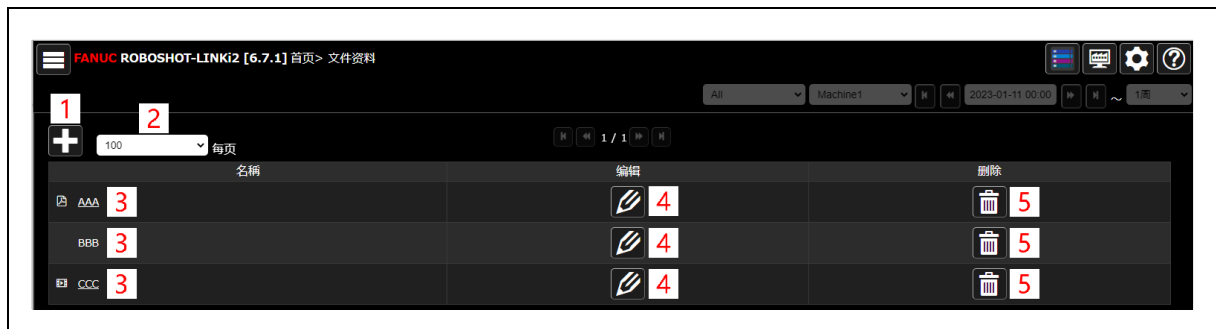 FANUC ROBOSHOT-LINKi2 [6.7.1] 首页> 文件资料
All Machine1 2023-01-11 00:00 ~ 1周
1 2
100 每页 1 / 1
名稱 编辑 删除
AAA 3 4 5
BBB 3 4 5
CCC 3 4 5